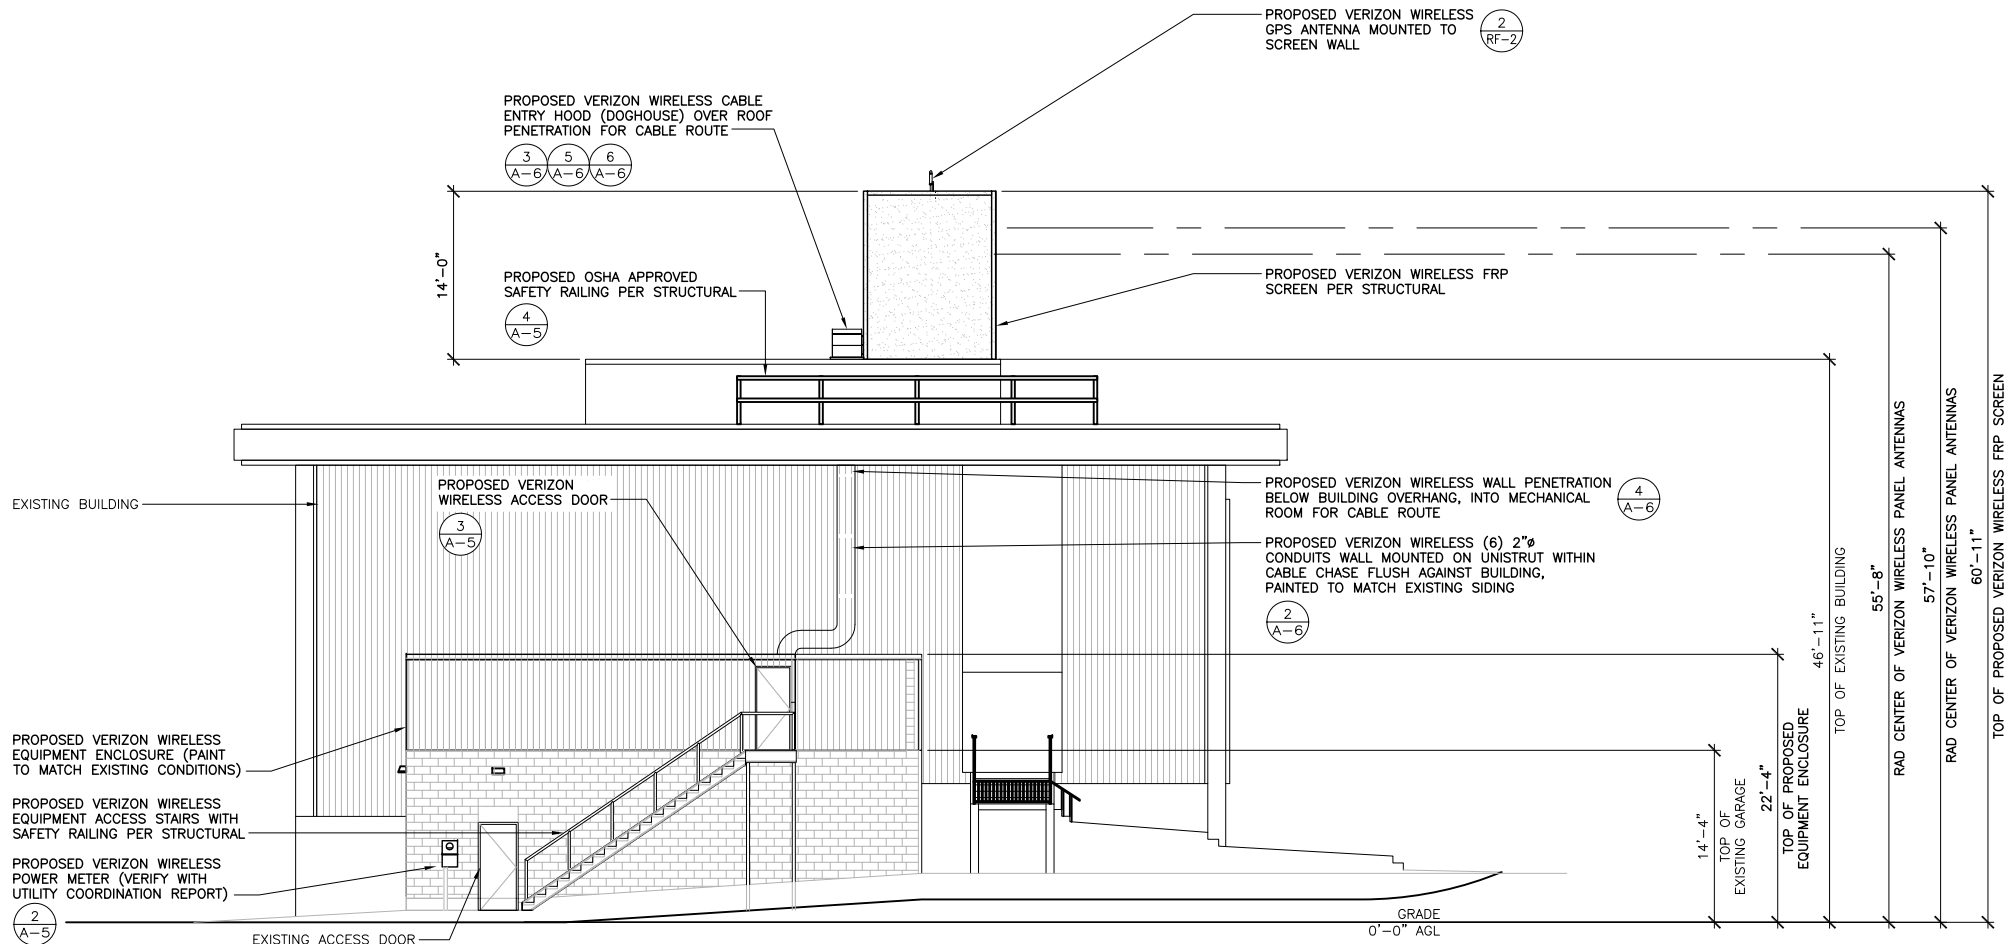 PROPOSED VERIZON WIRELESS
GPS ANTENNA MOUNTED TO
SCREEN WALL
2
RF-2
PROPOSED VERIZON WIRELESS CABLE
ENTRY HOOD (DOGHOUSE) OVER ROOF
PENETRATION FOR CABLE ROUTE
3
A-6
5
A-6
6
A-6
14'-0"
PROPOSED OSHA APPROVED
SAFETY RAILING PER STRUCTURAL
4
A-5
PROPOSED VERIZON WIRELESS FRP
SCREEN PER STRUCTURAL
EXISTING BUILDING
PROPOSED VERIZON
WIRELESS ACCESS DOOR
3
A-5
PROPOSED VERIZON WIRELESS WALL PENETRATION
BELOW BUILDING OVERHANG, INTO MECHANICAL
ROOM FOR CABLE ROUTE
4
A-6
PROPOSED VERIZON WIRELESS (6) 2"ø
CONDUITS WALL MOUNTED ON UNISTRUT WITHIN
CABLE CHASE FLUSH AGAINST BUILDING,
PAINTED TO MATCH EXISTING SIDING
2
A-6
PROPOSED VERIZON WIRELESS
EQUIPMENT ENCLOSURE (PAINT
TO MATCH EXISTING CONDITIONS)
PROPOSED VERIZON WIRELESS
EQUIPMENT ACCESS STAIRS WITH
SAFETY RAILING PER STRUCTURAL
PROPOSED VERIZON WIRELESS
POWER METER (VERIFY WITH
UTILITY COORDINATION REPORT)
2
A-5
EXISTING ACCESS DOOR
GRADE
0'-0" AGL
14'-4"
TOP OF
EXISTING GARAGE
22'-4"
TOP OF PROPOSED
EQUIPMENT ENCLOSURE
46'-11"
TOP OF EXISTING BUILDING
55'-8"
RAD CENTER OF VERIZON WIRELESS PANEL ANTENNAS
57'-10"
RAD CENTER OF VERIZON WIRELESS PANEL ANTENNAS
60'-11"
TOP OF PROPOSED VERIZON WIRELESS FRP SCREEN